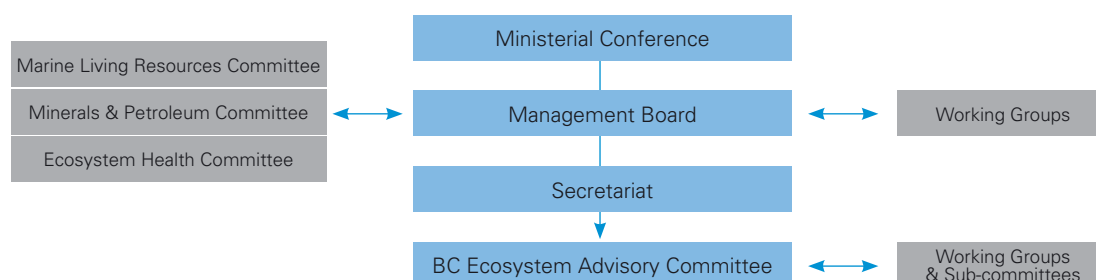 Ministerial Conference
Marine Living Resources Committee
Minerals & Petroleum Committee
Ecosystem Health Committee
Management Board
Working Groups
Secretariat
BC Ecosystem Advisory Committee
Working Groups
& Sub-committees